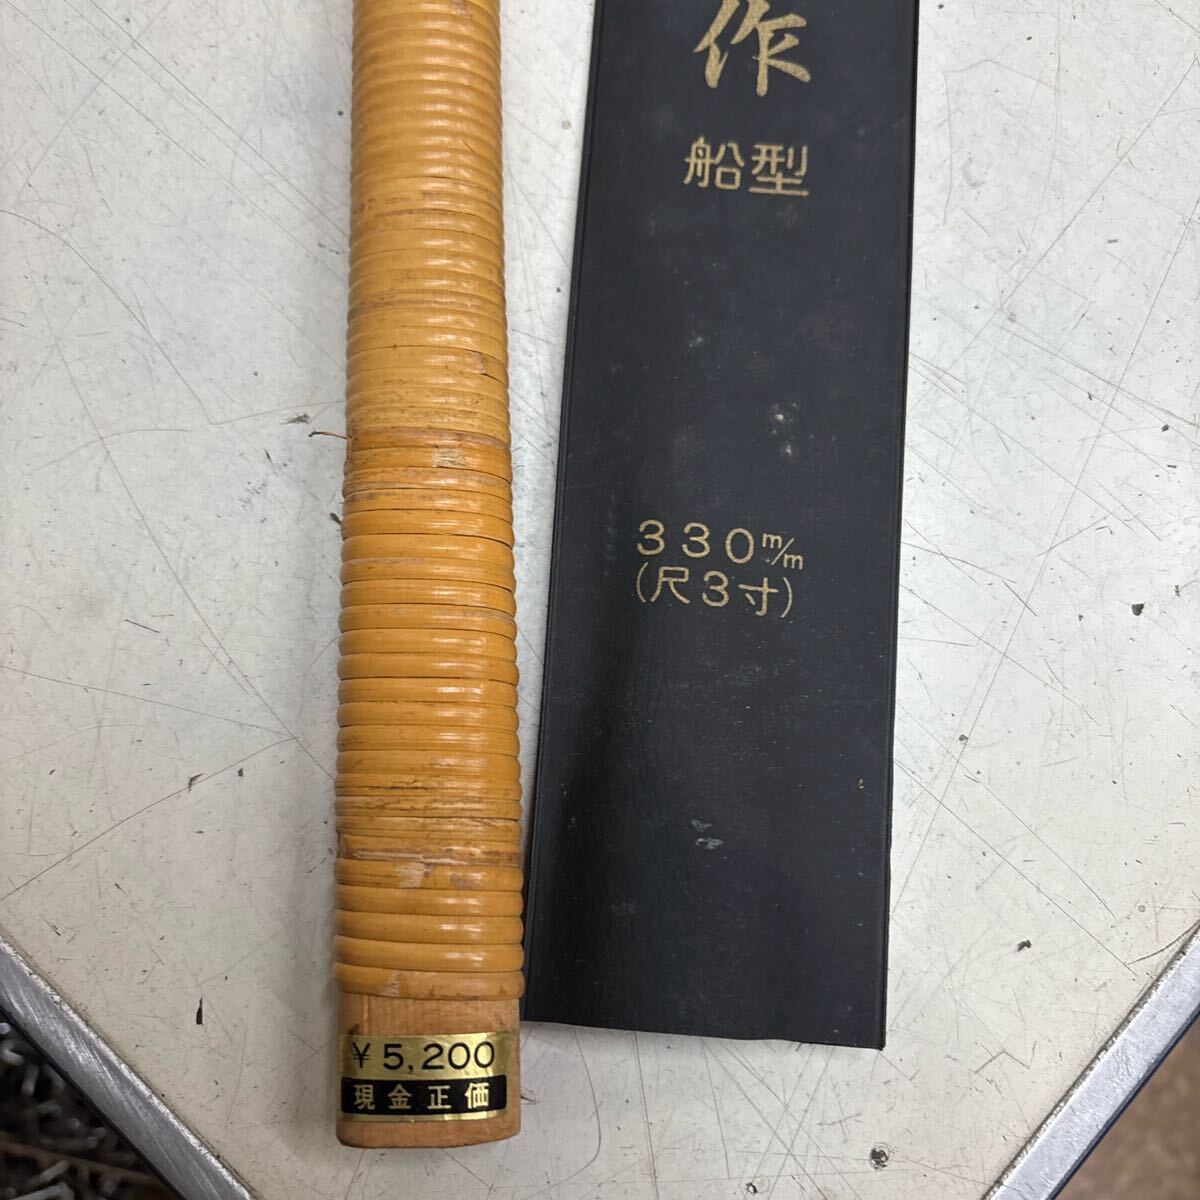 作
船型
330m/m
(尺3寸)
¥5,200
現金正価